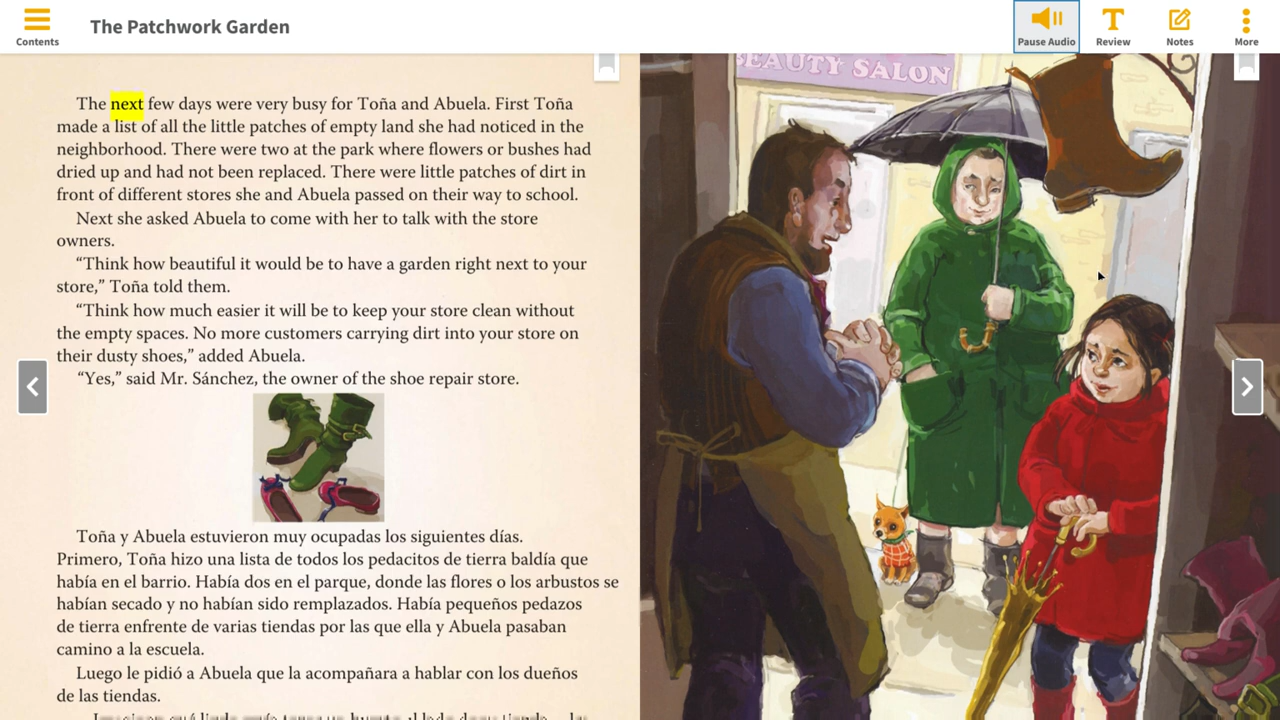 Contents
The Patchwork Garden
Pause Audio
Review
Notes
More
The next few days were very busy for Toña and Abuela. First Toña
made a list of all the little patches of empty land she had noticed in the
neighborhood. There were two at the park where flowers or bushes had
dried up and had not been replaced. There were little patches of dirt in
front of different stores she and Abuela passed on their way to school.
Next she asked Abuela to come with her to talk with the store
owners.
“Think how beautiful it would be to have a garden right next to your
store,” Toña told them.
“Think how much easier it will be to keep your store clean without
the empty spaces. No more customers carrying dirt into your store on
their dusty shoes,” added Abuela.
“Yes,” said Mr. Sánchez, the owner of the shoe repair store.
Toña y Abuela estuvieron muy ocupadas los siguientes días.
Primero, Toña hizo una lista de todos los pedacitos de tierra baldía que
había en el barrio. Había dos en el parque, donde las flores o los arbustos se
habían secado y no habían sido remplazados. Había pequeños pedazos
de tierra enfrente de varias tiendas por las que ella y Abuela pasaban
camino a la escuela.
Luego le pidió a Abuela que la acompañara a hablar con los dueños
de las tiendas.
BEAUTY SALON